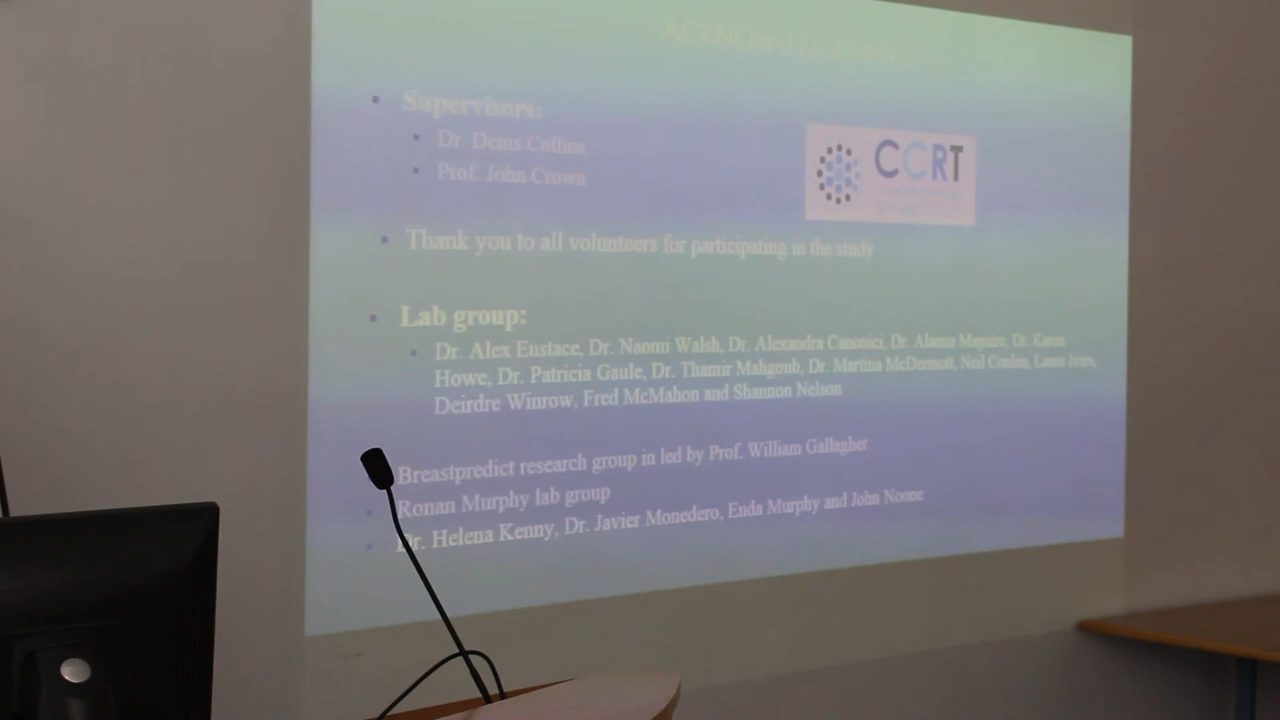 ACKNOWLEDGEMENTS
Supervisors:
Dr. Denis Collins
Prof. John Crown
CCRT
Thank you to all volunteers for participating in the study
Lab group:
Dr. Alex Eustace, Dr. Naomi Walsh, Dr. Alexandra Canonici, Dr. Alanna Maguire, Dr. Karen
Howe, Dr. Patricia Gaule, Dr. Thamir Mahgoub, Dr. Martina McDermott, Neil Conlon, Laura Ivers,
Deirdre Winrow, Fred McMahon and Shannon Nelson
Breastpredict research group in led by Prof. William Gallagher.
Ronan Murphy lab group
Dr. Helena Kenny, Dr. Javier Monedero, Enda Murphy and John Noone